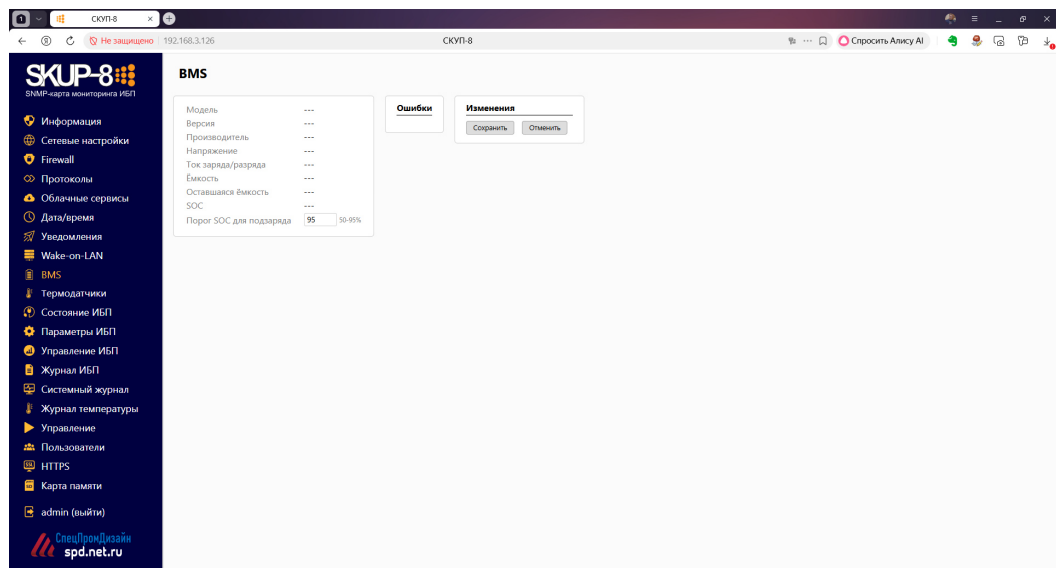 1
СКУП-8
Не защищено
192.168.3.126
СКУП-8
Спросить Алису AI
SKUP-8
SNMP-карта мониторинга ИБП
Информация
Сетевые настройки
Firewall
Протоколы
Облачные сервисы
Дата/время
Уведомления
Wake-on-LAN
BMS
Термодатчики
Состояние ИБП
Параметры ИБП
Управление ИБП
Журнал ИБП
Системный журнал
Журнал температуры
Управление
Пользователи
HTTPS
Карта памяти
admin (выйти)
СпецПромДизайн
spd.net.ru
BMS
Модель ---
Версия ---
Производитель ---
Напряжение ---
Ток заряда/разряда ---
Ёмкость ---
Оставшаяся ёмкость ---
SOC ---
Порог SOC для подзаряда 95 50-95%
Ошибки
Изменения
Сохранить Отменить